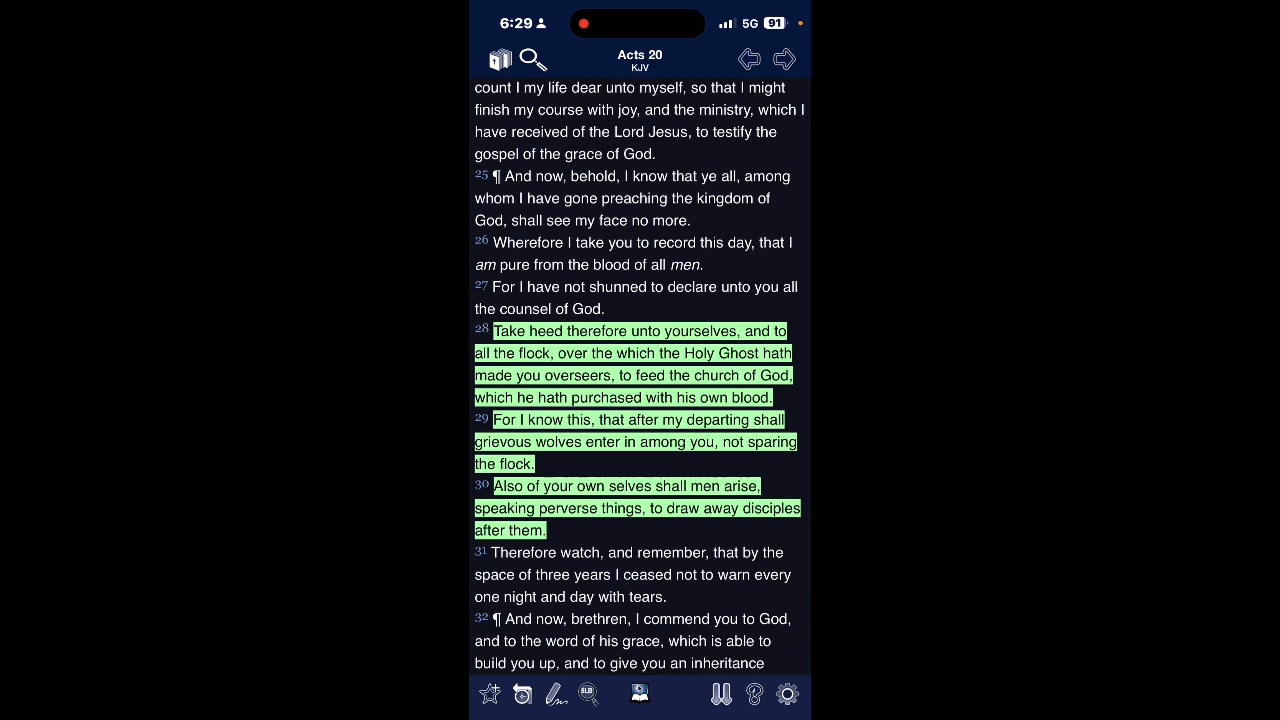 6:29
5G 91
Acts 20
KJV
count I my life dear unto myself, so that I might
finish my course with joy, and the ministry, which I
have received of the Lord Jesus, to testify the
gospel of the grace of God.
25 ¶ And now, behold, I know that ye all, among
whom I have gone preaching the kingdom of
God, shall see my face no more.
26 Wherefore I take you to record this day, that I
am pure from the blood of all men.
27 For I have not shunned to declare unto you all
the counsel of God.
28 Take heed therefore unto yourselves, and to
all the flock, over the which the Holy Ghost hath
made you overseers, to feed the church of God,
which he hath purchased with his own blood.
29 For I know this, that after my departing shall
grievous wolves enter in among you, not sparing
the flock.
30 Also of your own selves shall men arise,
speaking perverse things, to draw away disciples
after them.
31 Therefore watch, and remember, that by the
space of three years I ceased not to warn every
one night and day with tears.
32 ¶ And now, brethren, I commend you to God,
and to the word of his grace, which is able to
build you up, and to give you an inheritance
SLB